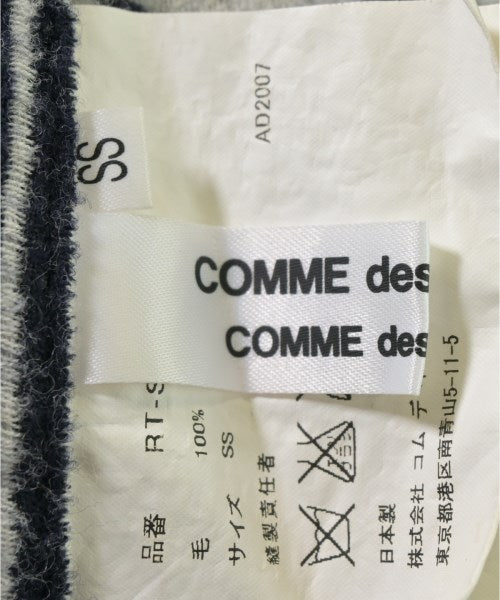 SS
COMME des
COMME des
AD2007
品番 RT-S
毛 100%
サイズ SS
縫製責任者
日本製
株式会社 コム デ
東京都港区南青山5-11-5